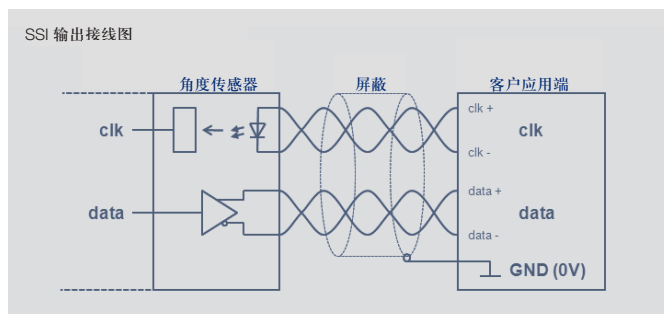 SSI 输出接线图
角度传感器
屏蔽
客户应用端
clk
clk +
clk
clk -
data
data +
data
data -
GND (0V)